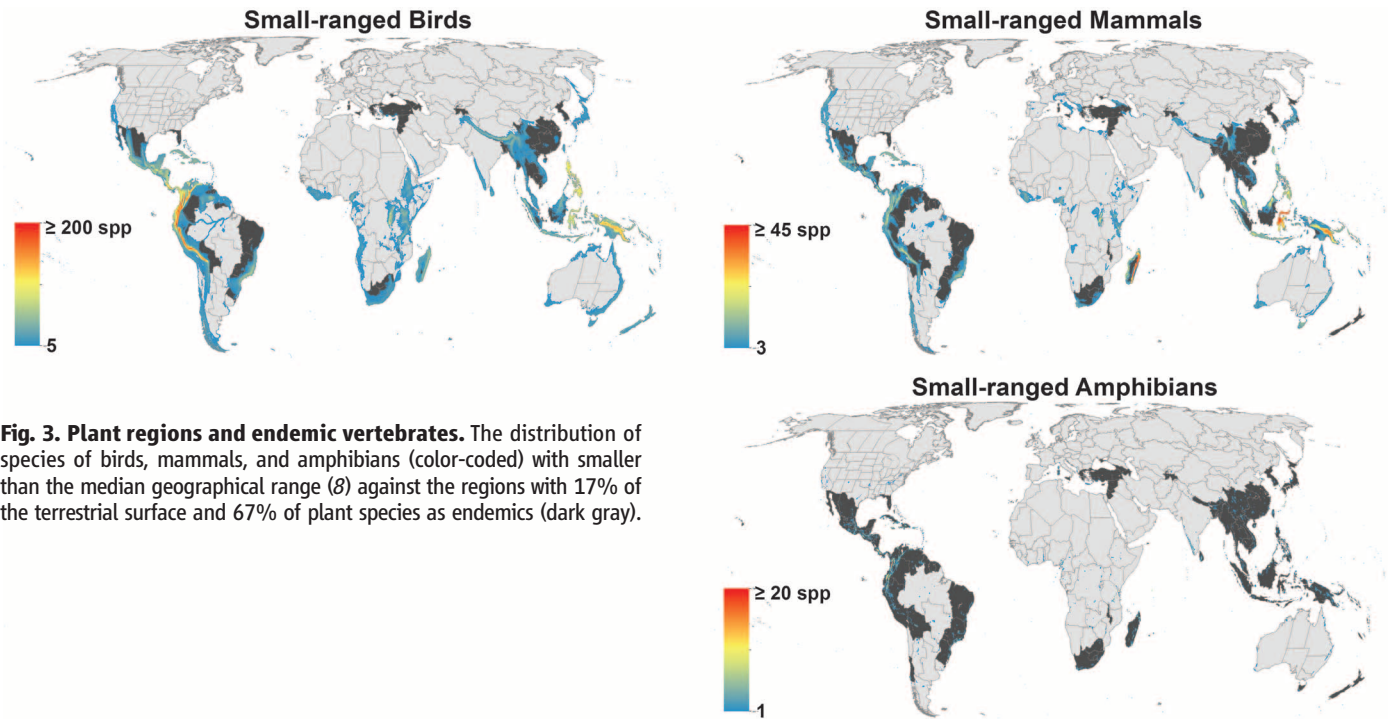 Small-ranged Birds
≥ 200 spp
5
Small-ranged Mammals
≥ 45 spp
3
Fig. 3. Plant regions and endemic vertebrates. The distribution of
species of birds, mammals, and amphibians (color-coded) with smaller
than the median geographical range (8) against the regions with 17% of
the terrestrial surface and 67% of plant species as endemics (dark gray).
Small-ranged Amphibians
≥ 20 spp
1